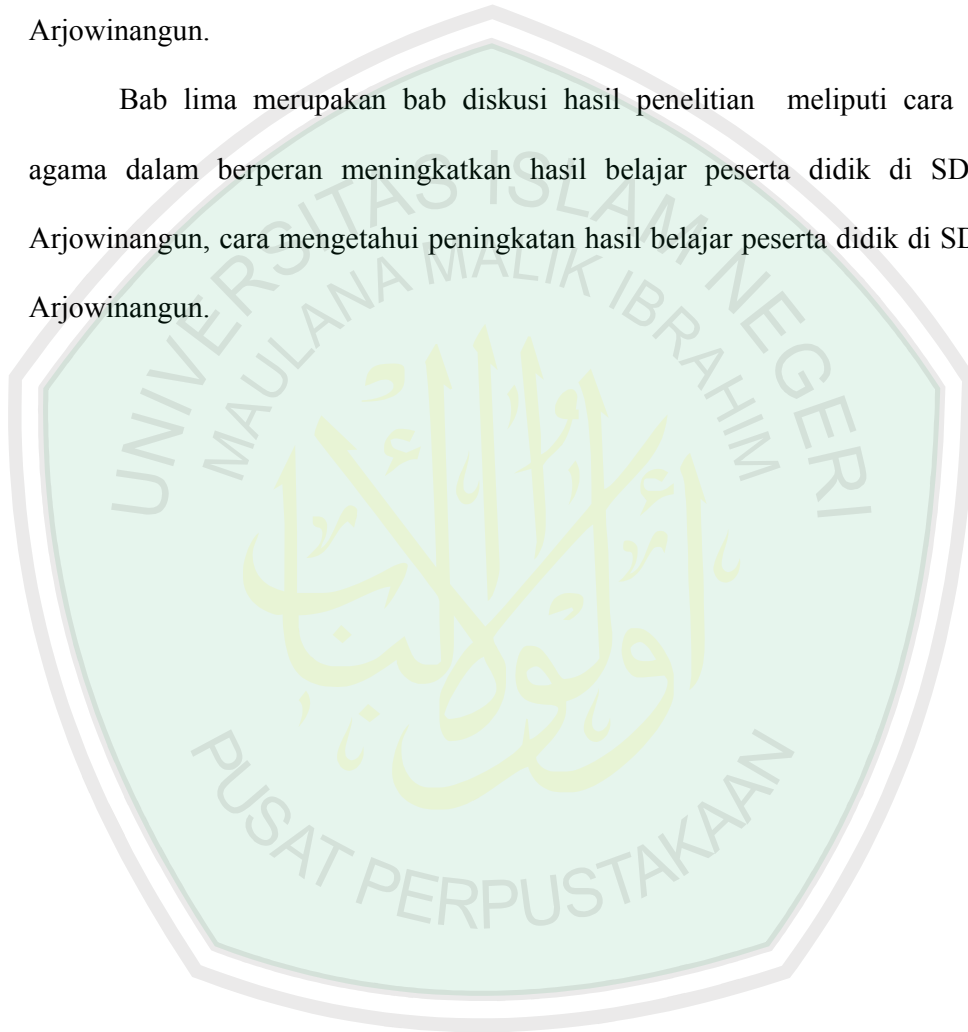 Arjowinangun.
Bab lima merupakan bab diskusi hasil penelitian meliputi cara
agama dalam berperan meningkatkan hasil belajar peserta didik di SD
Arjowinangun, cara mengetahui peningkatan hasil belajar peserta didik di SD
Arjowinangun.
UNIVERSITAS ISLAM NEGERI
MAULANA MALIK IBRAHIM
أولوا الألباب
PUSAT PERPUSTAKAAN